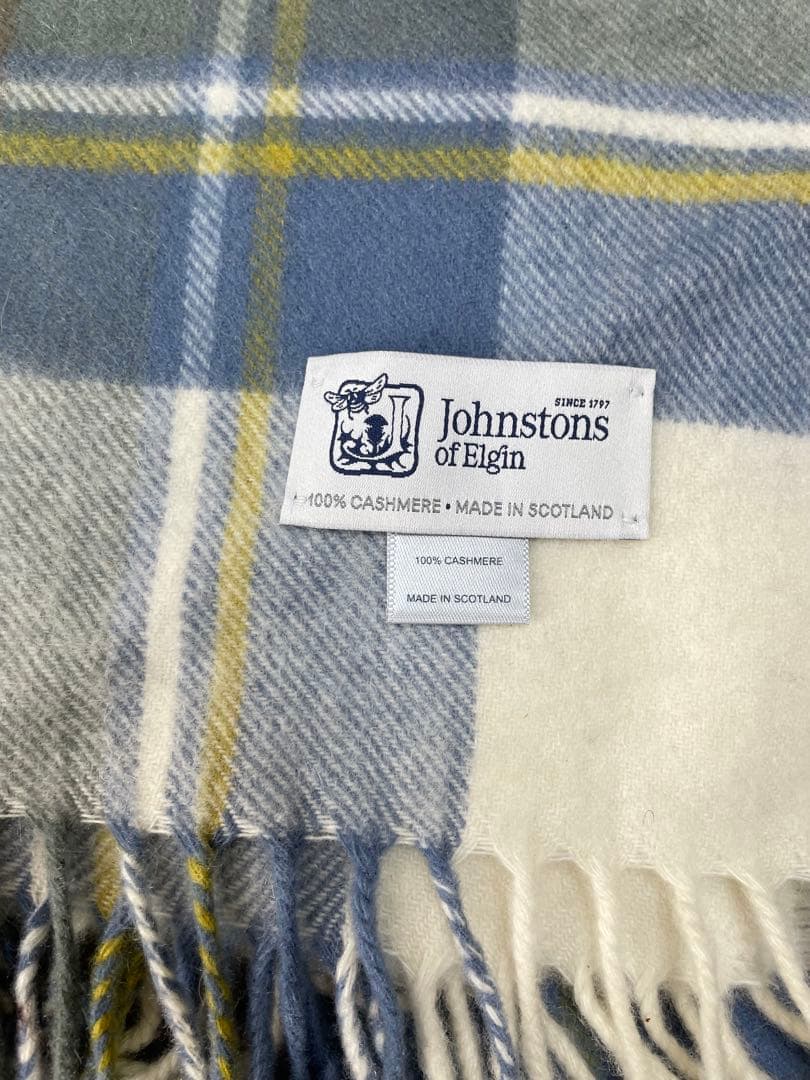 SINCE 1797
Johnstons
of Elgin
100% CASHMERE • MADE IN SCOTLAND
100% CASHMERE
MADE IN SCOTLAND